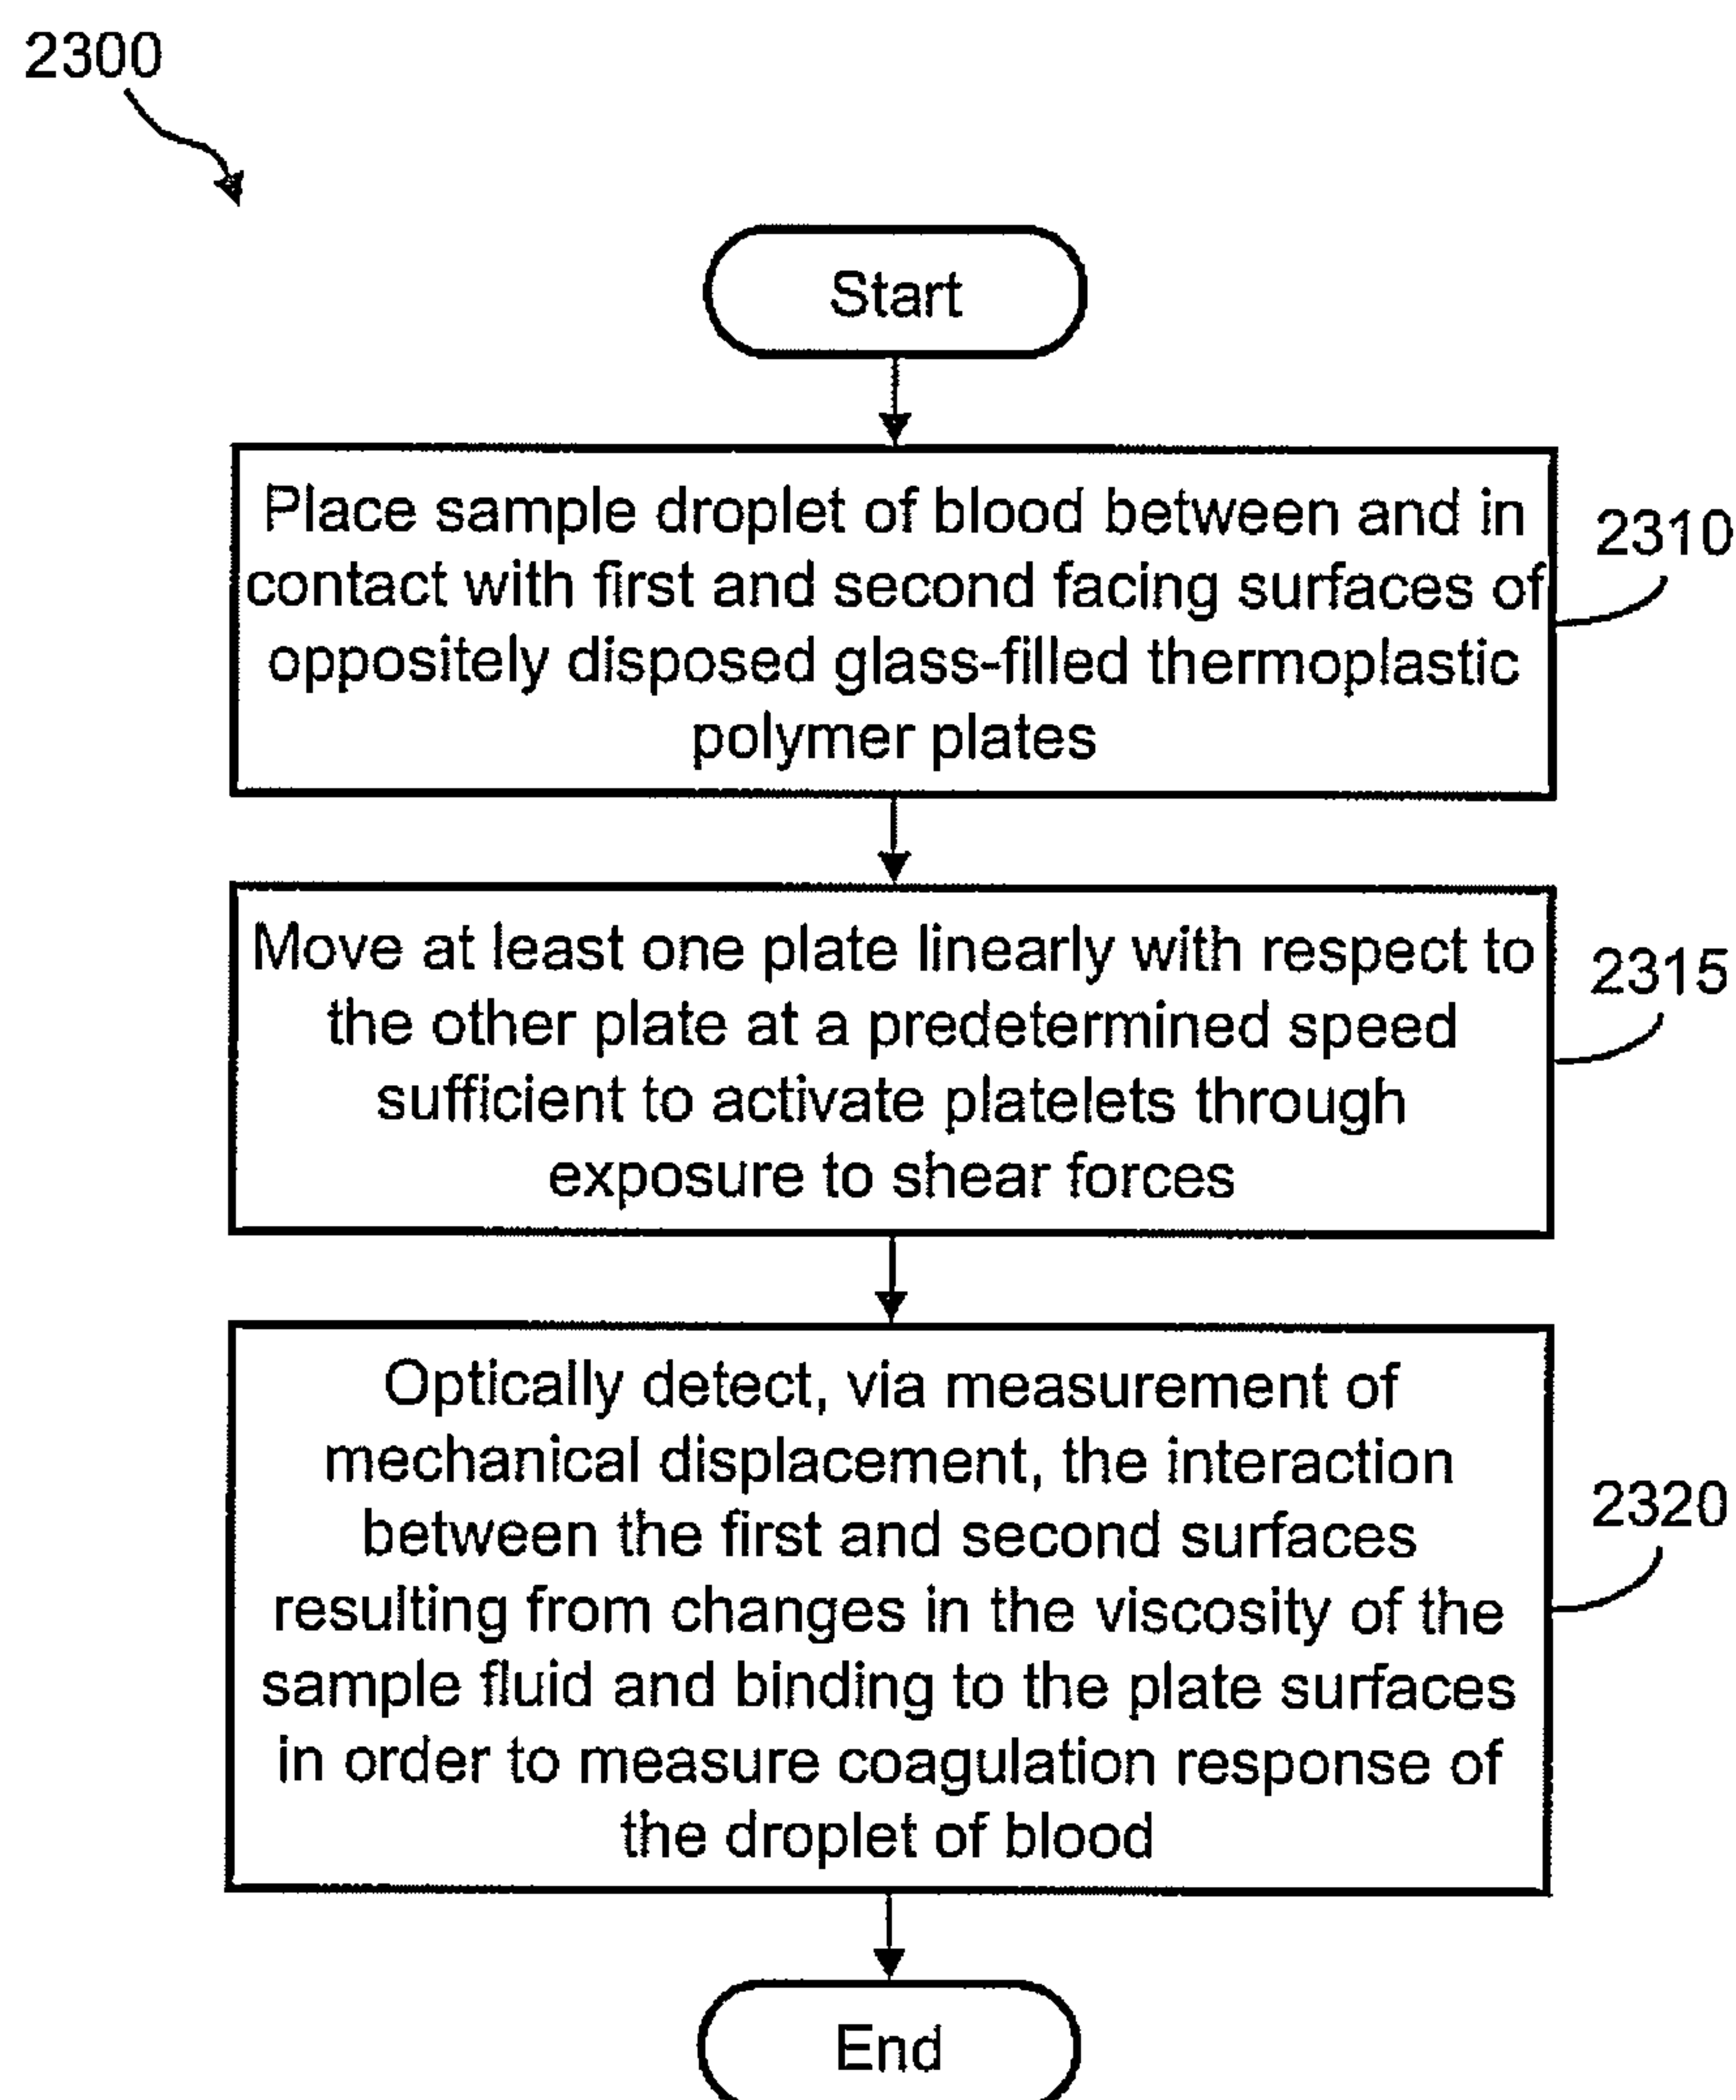 2300
Start
Place sample droplet of blood between and in
contact with first and second facing surfaces of
oppositely disposed glass-filled thermoplastic
polymer plates
2310
Move at least one plate linearly with respect to
the other plate at a predetermined speed
sufficient to activate platelets through
exposure to shear forces
2315
Optically detect, via measurement of
mechanical displacement, the interaction
between the first and second surfaces
resulting from changes in the viscosity of the
sample fluid and binding to the plate surfaces
in order to measure coagulation response of
the droplet of blood
2320
End